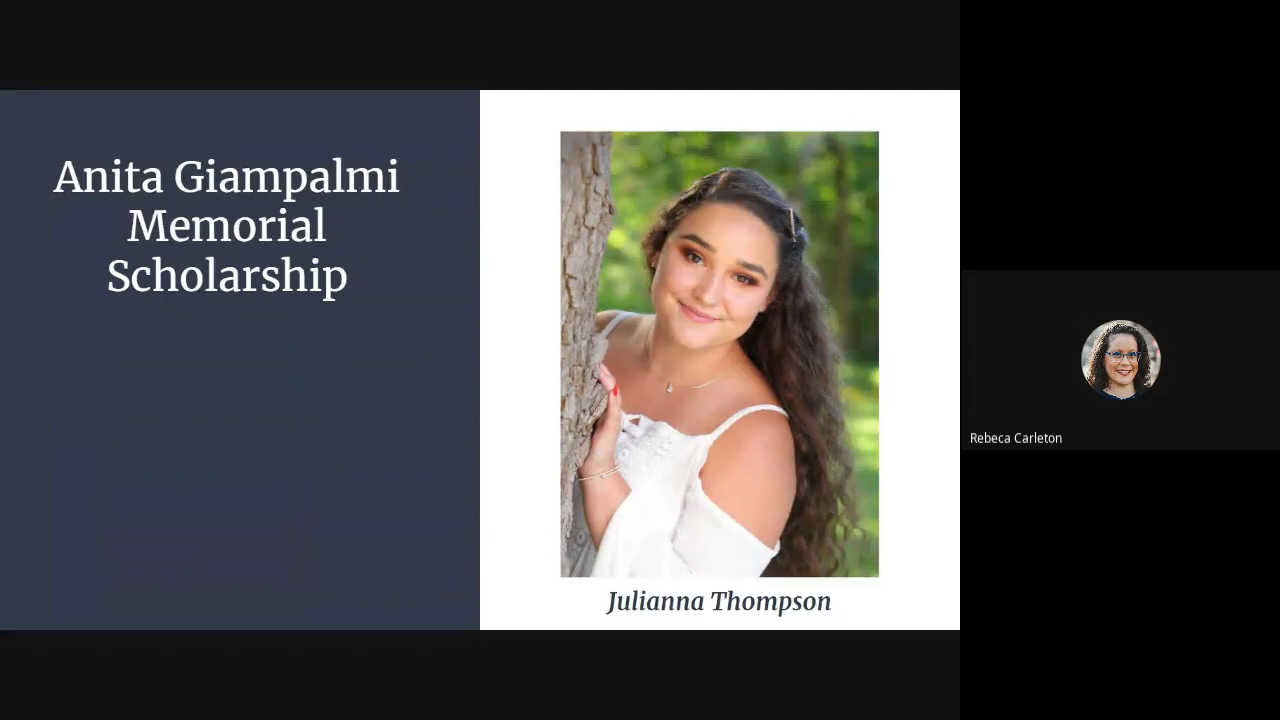 Anita Giampalmi
Memorial
Scholarship
Julianna Thompson
Rebeca Carleton